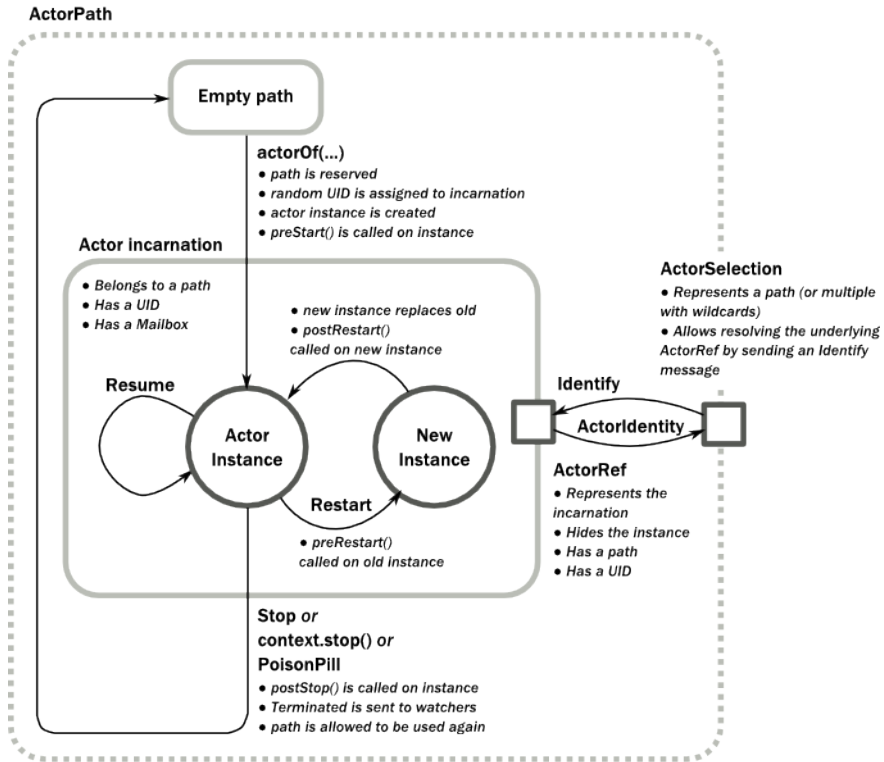 ActorPath
Empty path
actorOf(...)
● path is reserved
● random UID is assigned to incarnation
● actor instance is created
● preStart() is called on instance
Actor incarnation
● Belongs to a path
● Has a UID
● Has a Mailbox
● new instance replaces old
● postRestart()
called on new instance
Resume
Actor
Instance
New
Instance
Restart
● preRestart()
called on old instance
ActorSelection
● Represents a path (or multiple
with wildcards)
● Allows resolving the underlying
ActorRef by sending an Identify
message
Identify
ActorIdentity
ActorRef
● Represents the
incarnation
● Hides the instance
● Has a path
● Has a UID
Stop or
context.stop() or
PoisonPill
● postStop() is called on instance
● Terminated is sent to watchers
● path is allowed to be used again